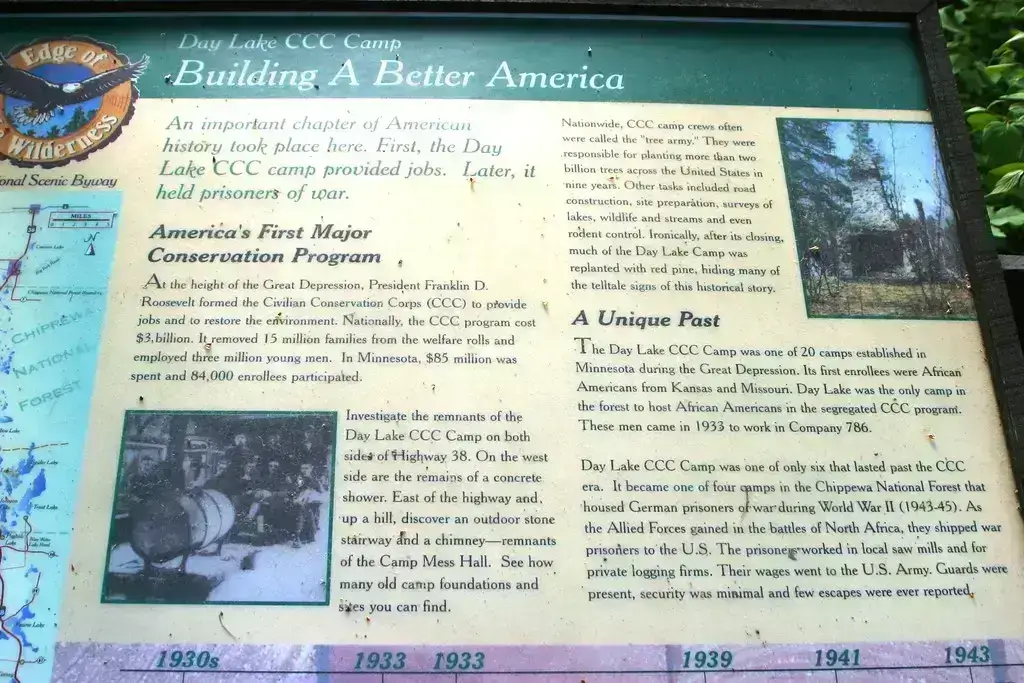 Edge of
Wilderness
onal Scenic Byway
MILES
N
CHIPPEWA
NATIONAL
FOREST
Day Lake CCC Camp
Building A Better America
An important chapter of American
history took place here. First, the Day
Lake CCC camp provided jobs. Later, it
held prisoners of war.
America's First Major
Conservation Program
At the height of the Great Depression, President Franklin D.
Roosevelt formed the Civilian Conservation Corps (CCC) to provide
jobs and to restore the environment. Nationally, the CCC program cost
$3 billion. It removed 15 million families from the welfare rolls and
employed three million young men. In Minnesota, $85 million was
spent and 84,000 enrollees participated.
Investigate the remnants of the
Day Lake CCC Camp on both
sides of Highway 38. On the west
side are the remains of a concrete
shower. East of the highway and,
up a hill, discover an outdoor stone
stairway and a chimney—remnants
of the Camp Mess Hall. See how
many old camp foundations and
sites you can find.
Nationwide, CCC camp crews often
were called the "tree army." They were
responsible for planting more than two
billion trees across the United States in
nine years. Other tasks included road
construction, site preparation, surveys of
lakes, wildlife and streams and even
rodent control. Ironically, after its closing,
much of the Day Lake Camp was
replanted with red pine, hiding many of
the telltale signs of this historical story.
A Unique Past
The Day Lake CCC Camp was one of 20 camps established in
Minnesota during the Great Depression. Its first enrollees were African
Americans from Kansas and Missouri. Day Lake was the only camp in
the forest to host African Americans in the segregated CCC program.
These men came in 1933 to work in Company 786.
Day Lake CCC Camp was one of only six that lasted past the CCC
era. It became one of four camps in the Chippewa National Forest that
housed German prisoners of war during World War II (1943-45). As
the Allied Forces gained in the battles of North Africa, they shipped war
prisoners to the U.S. The prisoners worked in local saw mills and for
private logging firms. Their wages went to the U.S. Army. Guards were
present, security was minimal and few escapes were ever reported.
1930s 1933 1933 1939 1941 1943